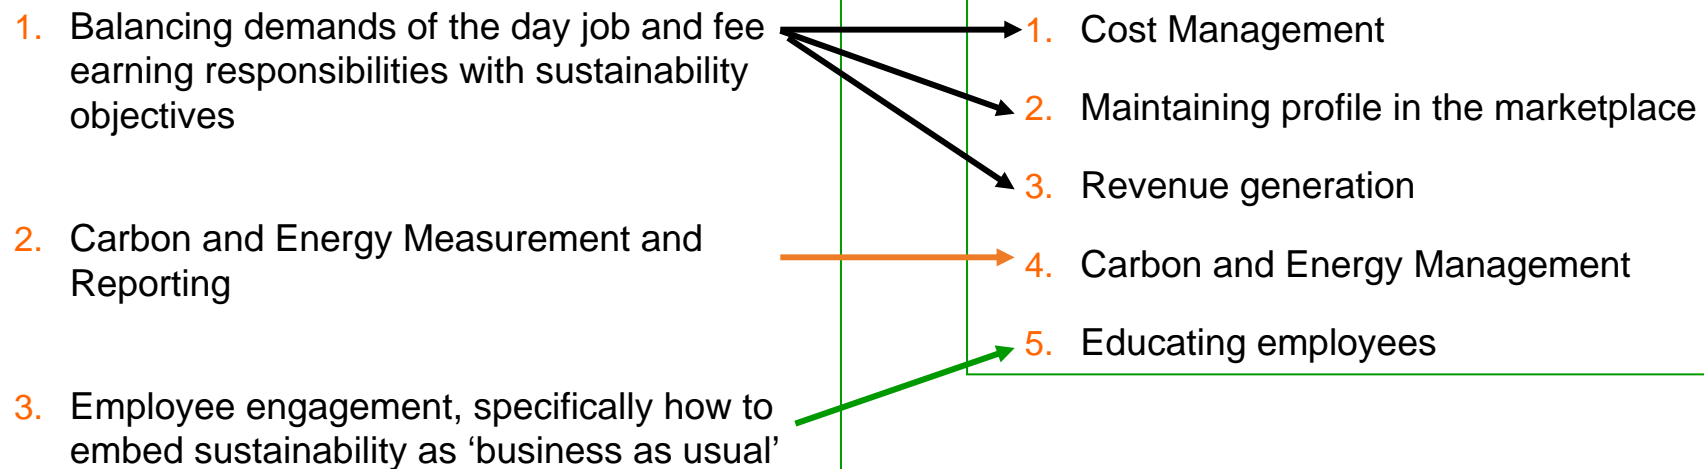 1. Balancing demands of the day job and fee
earning responsibilities with sustainability
objectives
2. Carbon and Energy Measurement and
Reporting
3. Employee engagement, specifically how to
embed sustainability as ‘business as usual’
1. Cost Management
2. Maintaining profile in the marketplace
3. Revenue generation
4. Carbon and Energy Management
5. Educating employees